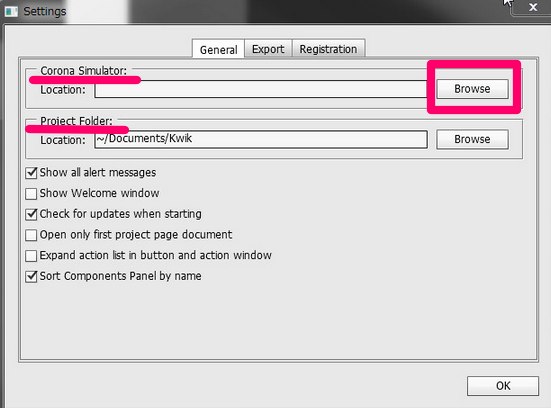 Settings
General Export Registration
Corona Simulator:
Location: Browse
Project Folder:
Location: ~/Documents/Kwik Browse
Show all alert messages
Show Welcome window
Check for updates when starting
Open only first project page document
Expand action list in button and action window
Sort Components Panel by name
OK